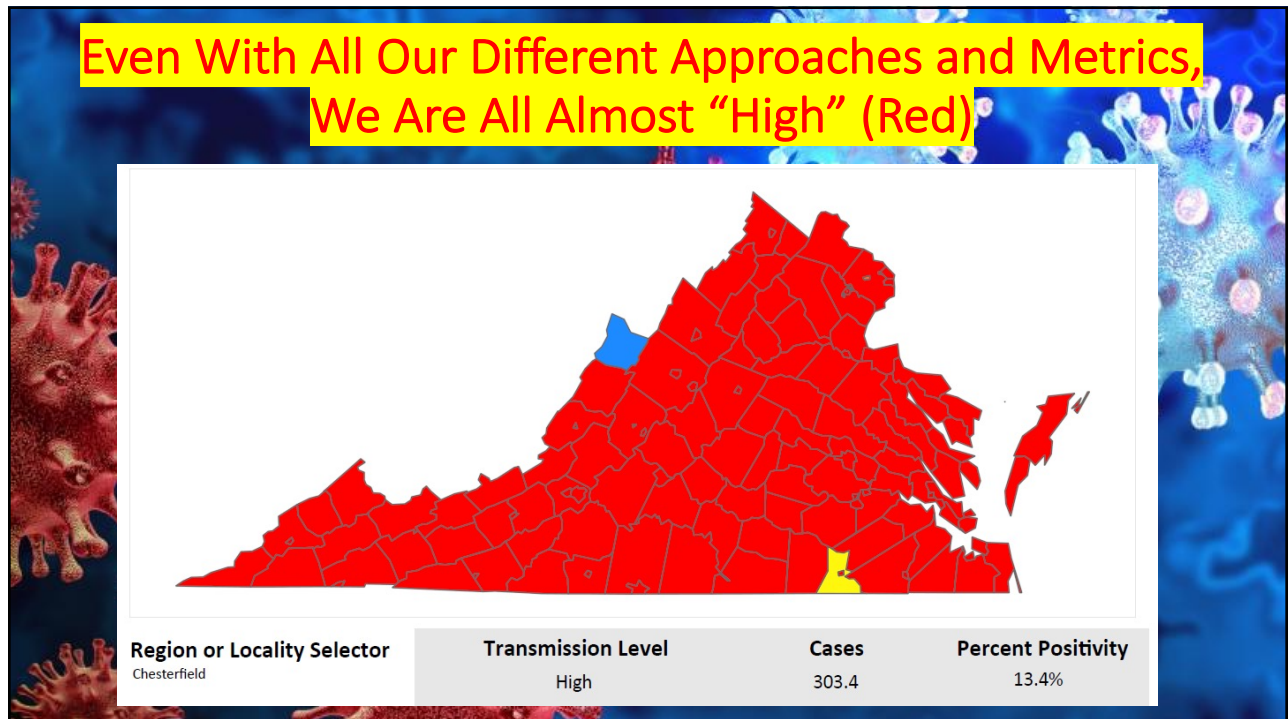 Even With All Our Different Approaches and Metrics,
We Are All Almost “High” (Red)
Region or Locality Selector
Chesterfield
Transmission Level
Cases
Percent Positivity
High
303.4
13.4%